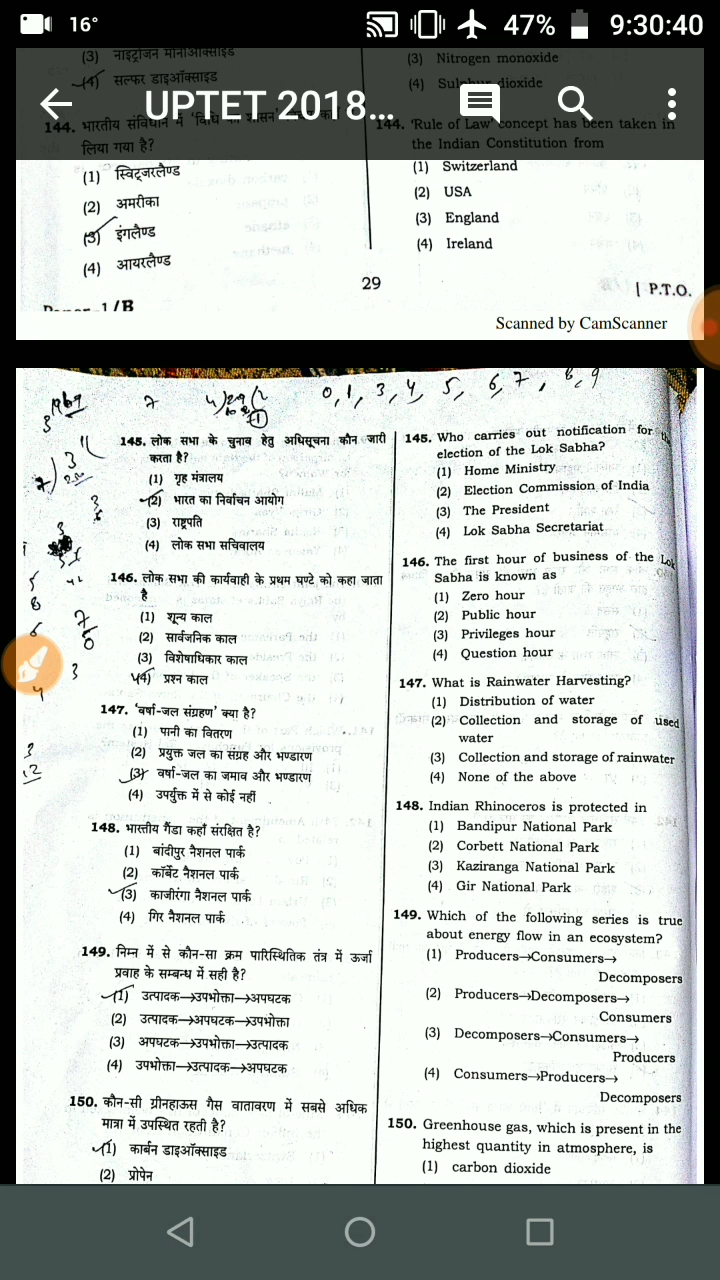 16°
47%
9:30:40
UPTET 2018...
(3) नाइट्रोजन मोनोऑक्साइड
(4) सल्फर डाइऑक्साइड
144. भारतीय संविधान में 'विधि का शासन'
लिया गया है?
(1) स्विट्जरलैण्ड
(2) अमरीका
(3) इंगलैण्ड
(4) आयरलैण्ड
(3) Nitrogen monoxide
(4) Sulphur dioxide
144. 'Rule of Law' concept has been taken in
the Indian Constitution from
(1) Switzerland
(2) USA
(3) England
(4) Ireland
29
[ P.T.O.
Paper-1/B
Scanned by CamScanner
0, 1, 3, 4, 5, 6, 7, 8, 9
145. लोक सभा के चुनाव हेतु अधिसूचना कौन जारी
करता है?
(1) गृह मंत्रालय
(2) भारत का निर्वाचन आयोग
(3) राष्ट्रपति
(4) लोक सभा सचिवालय
146. लोक सभा की कार्यवाही के प्रथम घण्टे को कहा जाता
है
(1) शून्य काल
(2) सार्वजनिक काल
(3) विशेषाधिकार काल
(4) प्रश्न काल
147. 'वर्षा-जल संग्रहण' क्या है?
(1) पानी का वितरण
(2) प्रयुक्त जल का संग्रह और भण्डारण
(3) वर्षा-जल का जमाव और भण्डारण
(4) उपर्युक्त में से कोई नहीं
148. भारतीय गैंडा कहाँ संरक्षित है?
(1) बांदीपुर नैशनल पार्क
(2) कॉर्बेट नैशनल पार्क
(3) काजीरंगा नैशनल पार्क
(4) गिर नैशनल पार्क
149. निम्न में से कौन-सा क्रम पारिस्थितिक तंत्र में ऊर्जा
प्रवाह के सम्बन्ध में सही है?
(1) उत्पादक→उपभोक्ता→अपघटक
(2) उत्पादक→अपघटक→उपभोक्ता
(3) अपघटक→उपभोक्ता→उत्पादक
(4) उपभोक्ता→उत्पादक→अपघटक
150. कौन-सी ग्रीनहाऊस गैस वातावरण में सबसे अधिक
मात्रा में उपस्थित रहती है?
(1) कार्बन डाइऑक्साइड
(2) प्रोपेन
145. Who carries out notification for the
election of the Lok Sabha?
(1) Home Ministry
(2) Election Commission of India
(3) The President
(4) Lok Sabha Secretariat
146. The first hour of business of the Lok
Sabha is known as
(1) Zero hour
(2) Public hour
(3) Privileges hour
(4) Question hour
147. What is Rainwater Harvesting?
(1) Distribution of water
(2) Collection and storage of used
water
(3) Collection and storage of rainwater
(4) None of the above
148. Indian Rhinoceros is protected in
(1) Bandipur National Park
(2) Corbett National Park
(3) Kaziranga National Park
(4) Gir National Park
149. Which of the following series is true
about energy flow in an ecosystem?
(1) Producers→Consumers→
Decomposers
(2) Producers→Decomposers→
Consumers
(3) Decomposers→Consumers→
Producers
(4) Consumers→Producers→
Decomposers
150. Greenhouse gas, which is present in the
highest quantity in atmosphere, is
(1) carbon dioxide